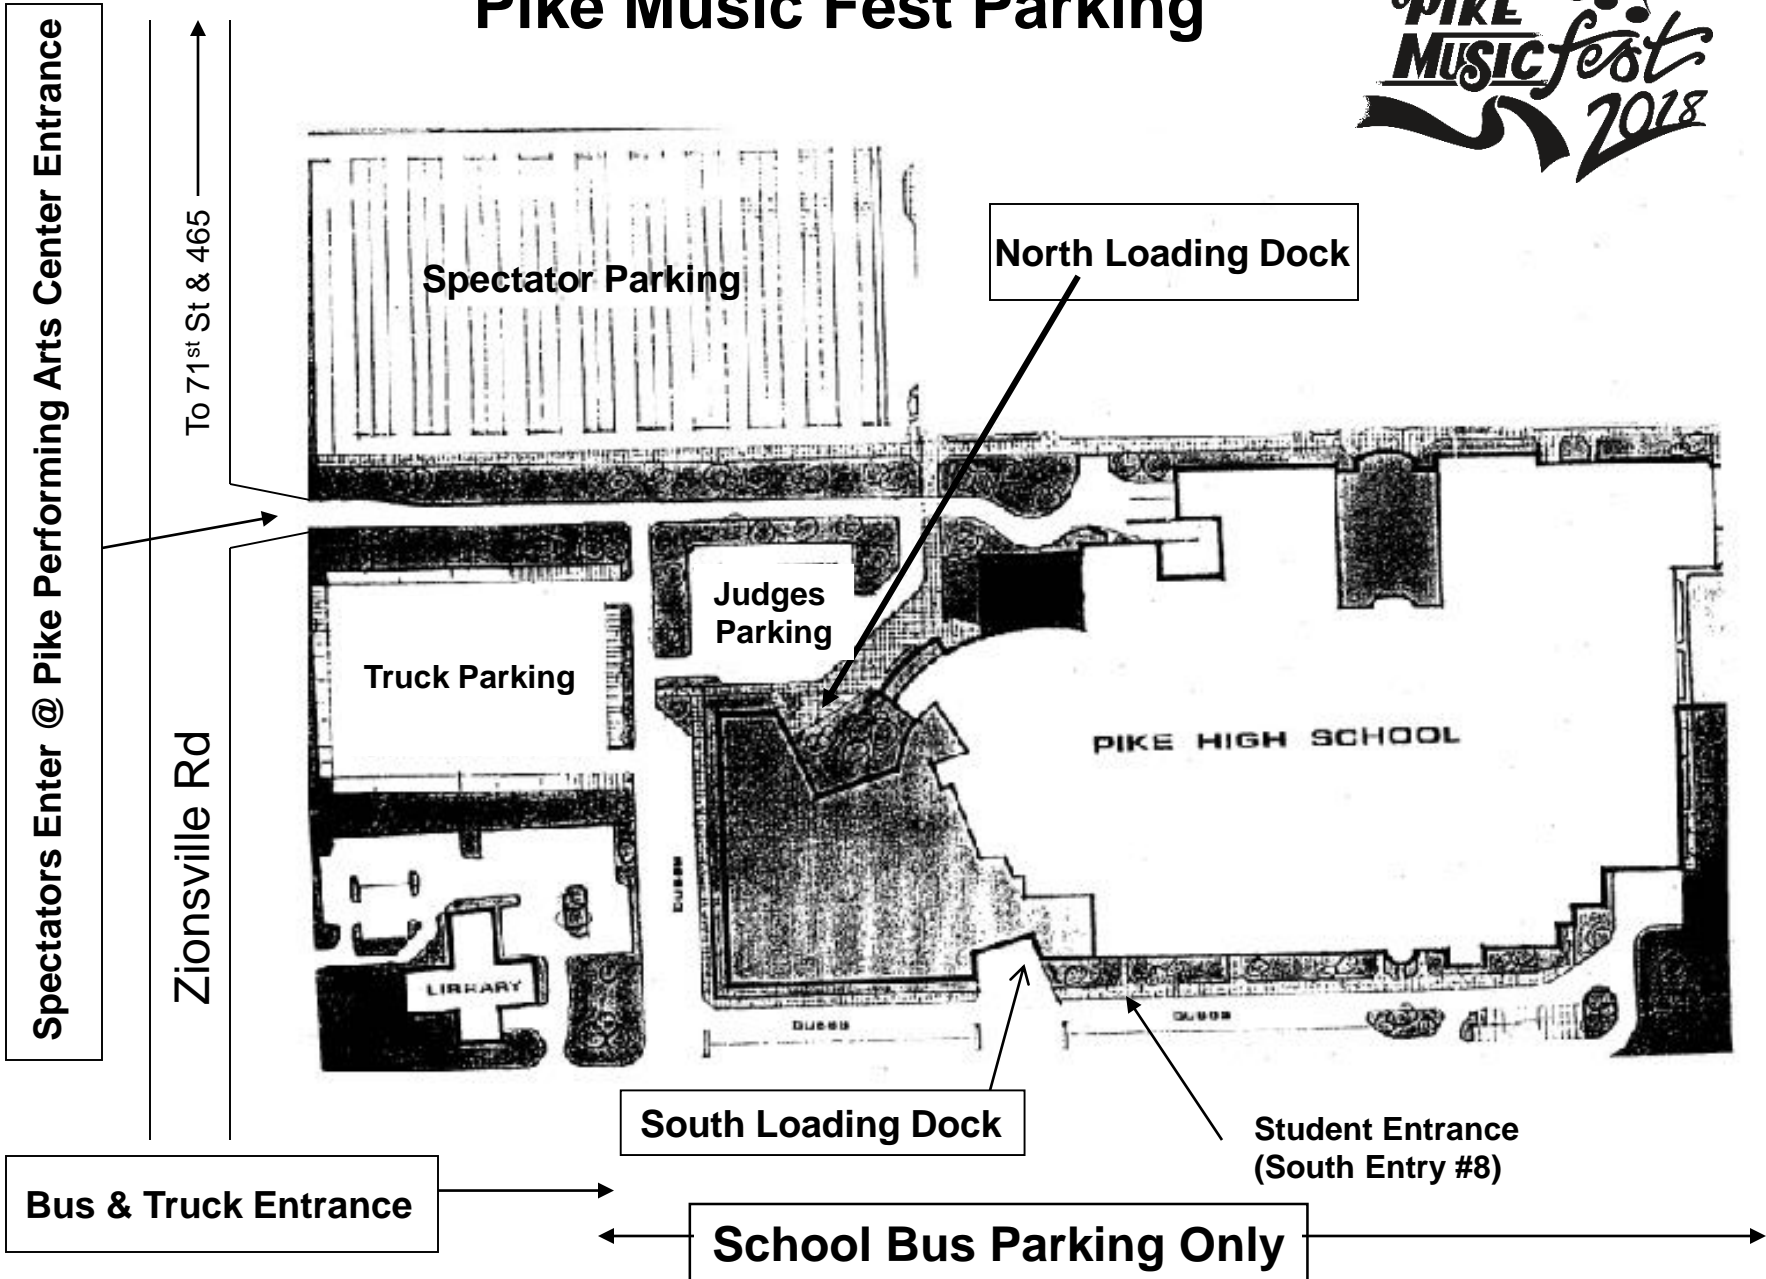 Pike Music Fest Parking
PIKE
MUSIC fest
2018
Spectators Enter @ Pike Performing Arts Center Entrance
To 71st St & 465
Zionsville Rd
Spectator Parking
North Loading Dock
Judges
Parking
Truck Parking
PIKE HIGH SCHOOL
LIBRARY
South Loading Dock
Student Entrance
(South Entry #8)
Bus & Truck Entrance
School Bus Parking Only